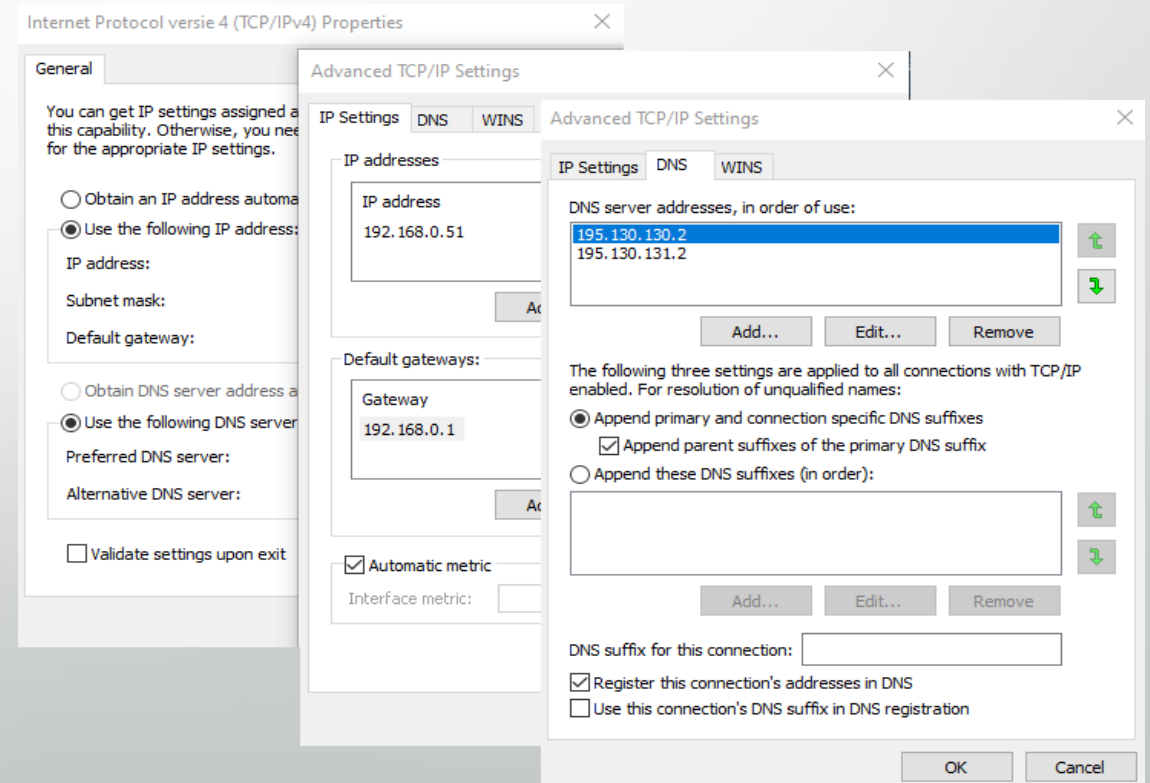 Internet Protocol versie 4 (TCP/IPv4) Properties
General
You can get IP settings assigned a
this capability. Otherwise, you nee
for the appropriate IP settings.
Obtain an IP address automa
Use the following IP address:
IP address:
Subnet mask:
Default gateway:
Obtain DNS server address a
Use the following DNS server
Preferred DNS server:
Alternative DNS server:
Validate settings upon exit
Advanced TCP/IP Settings
IP Settings DNS WINS
IP addresses
IP address
192.168.0.51
Ad
Default gateways:
Gateway
192.168.0.1
Ad
Automatic metric
Interface metric:
Advanced TCP/IP Settings
IP Settings DNS WINS
DNS server addresses, in order of use:
195.130.130.2
195.130.131.2
Add... Edit... Remove
The following three settings are applied to all connections with TCP/IP
enabled. For resolution of unqualified names:
Append primary and connection specific DNS suffixes
Append parent suffixes of the primary DNS suffix
Append these DNS suffixes (in order):
Add... Edit... Remove
DNS suffix for this connection:
Register this connection's addresses in DNS
Use this connection's DNS suffix in DNS registration
OK Cancel